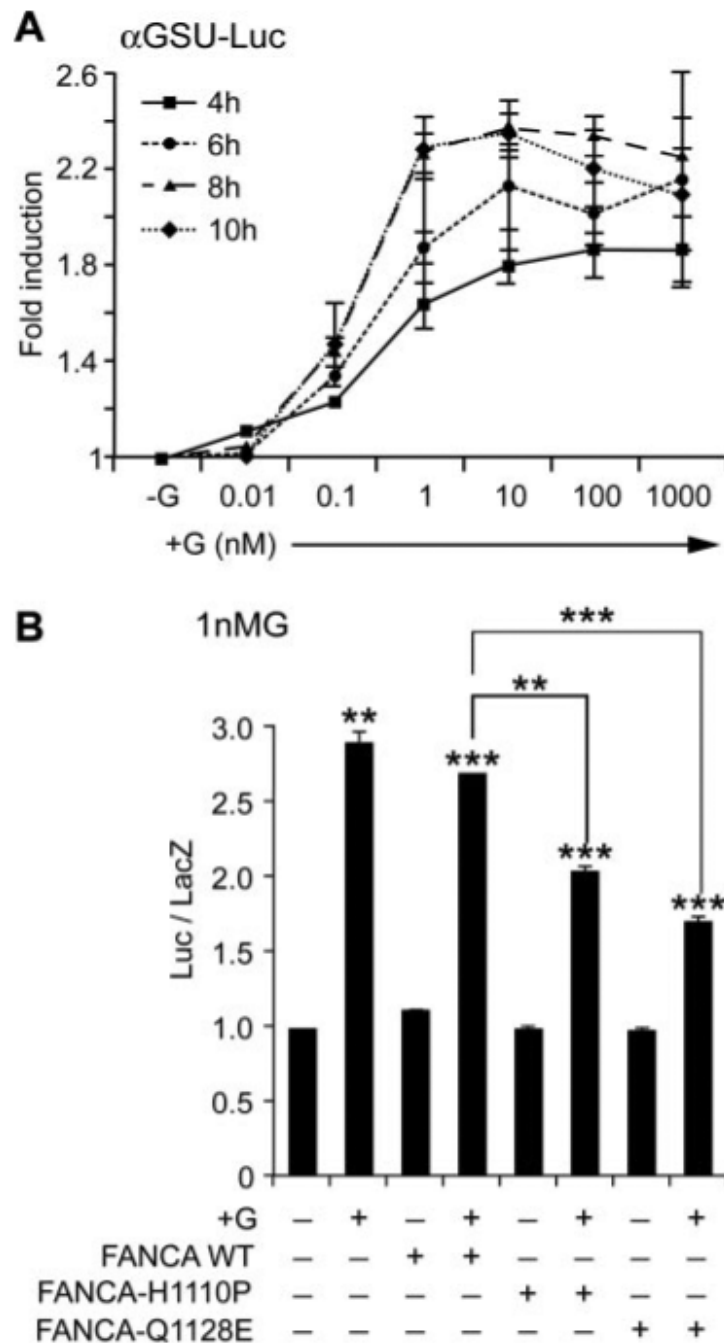 A
αGSU-Luc
2.6
2.2
1.8
1.4
1
Fold induction
4h
6h
8h
10h
-G 0.01 0.1 1 10 100 1000
+G (nM)
B
1nMG
***
**
** *** *** ***
3.0
2.5
2.0
1.5
1.0
0.5
0
Luc / LacZ
+G – + – + – + – +
FANCA WT – – + + – – – –
FANCA-H1110P – – – – + + – –
FANCA-Q1128E – – – – – – + +